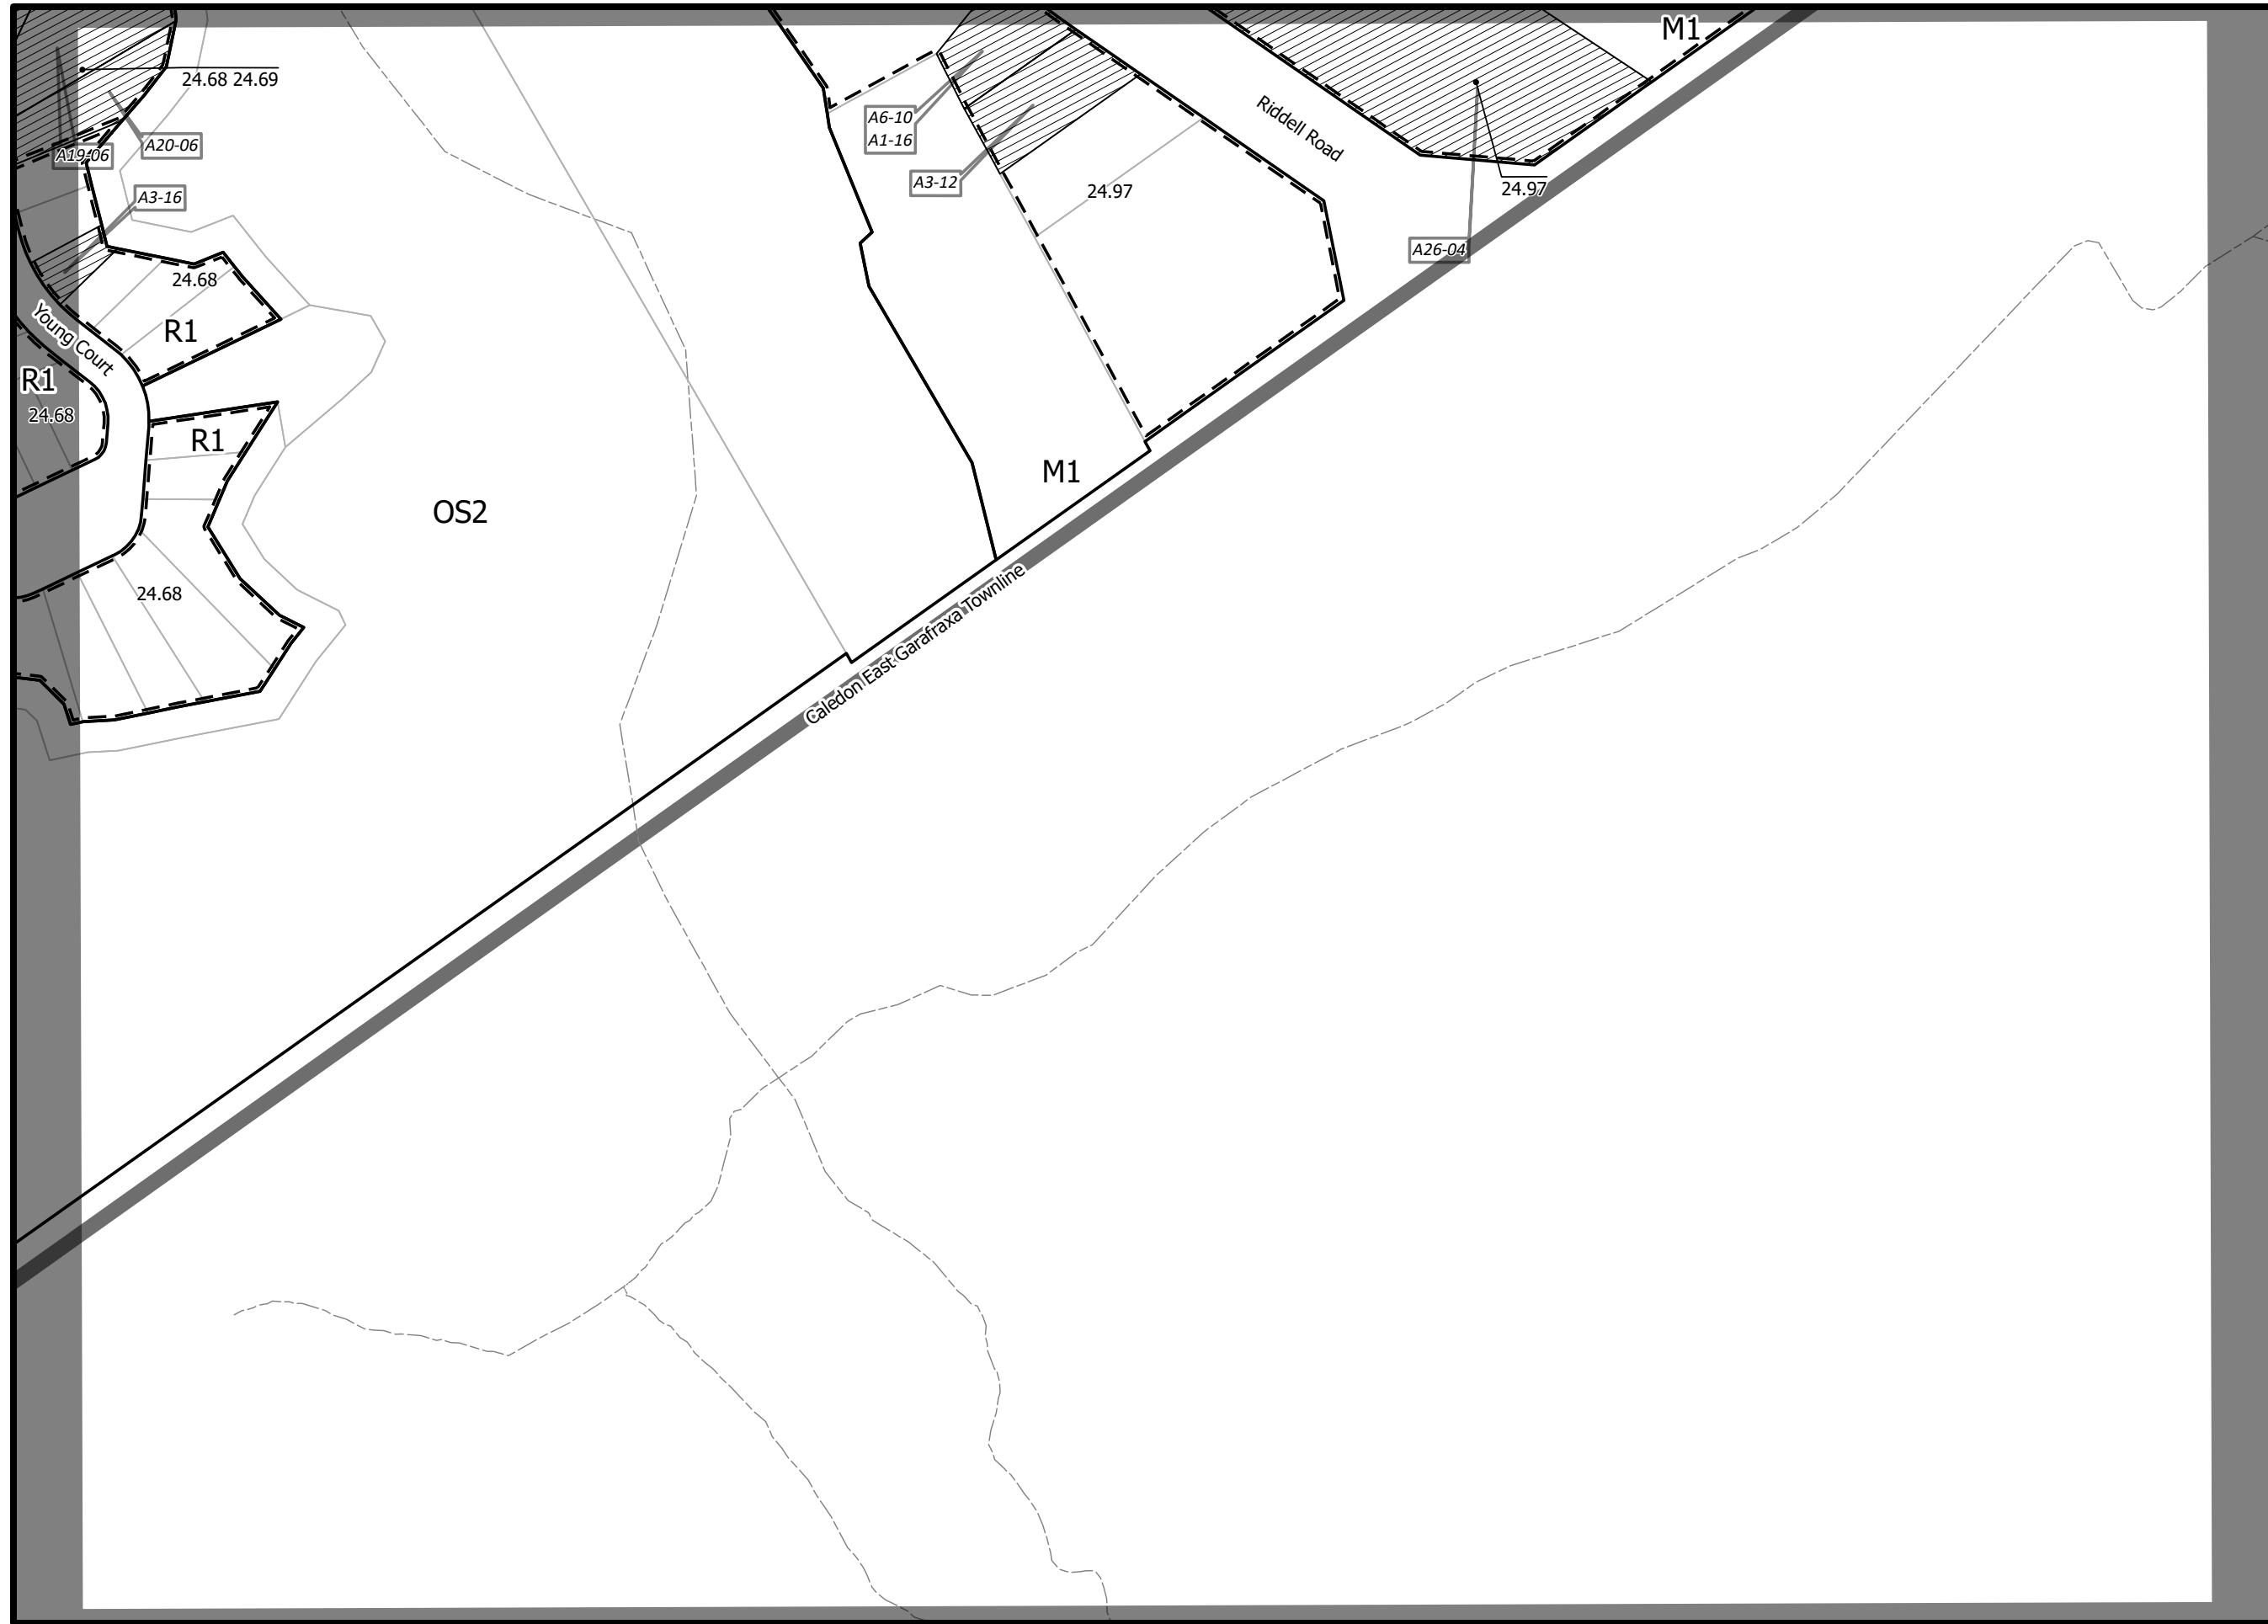 M1
24.68 24.69
A6-10
A1-16
Riddell Road
A20-06
A19-06
A3-12
24.97
24.97
A3-16
A26-04
24.68
R1
Young Court
R1
24.68
R1
M1
OS2
24.68
Caledon East Garafraxa Townline